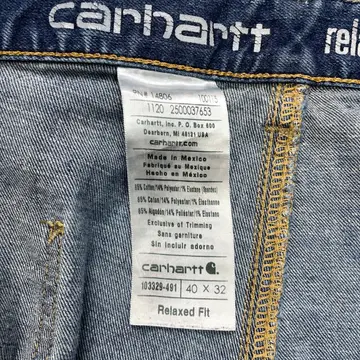 carhartt rela
RN# 14806
1120 2500037653
Carhartt, Inc. P.O. Box 600
Dearborn, MI 48121 USA
carhartt.com
Made in Mexico
Fabriqué au Mexique
Hecho en México
85% Cotton/14% Polyester/1%
85% Coton/14% Polyester/1% Élasthanne
85% Algodón/14% Poliéster/1% Elastano
Exclusive of Trimming
Sans garniture
Sin incluir adorno
carhartt
103329-491 40 X 32
Relaxed Fit